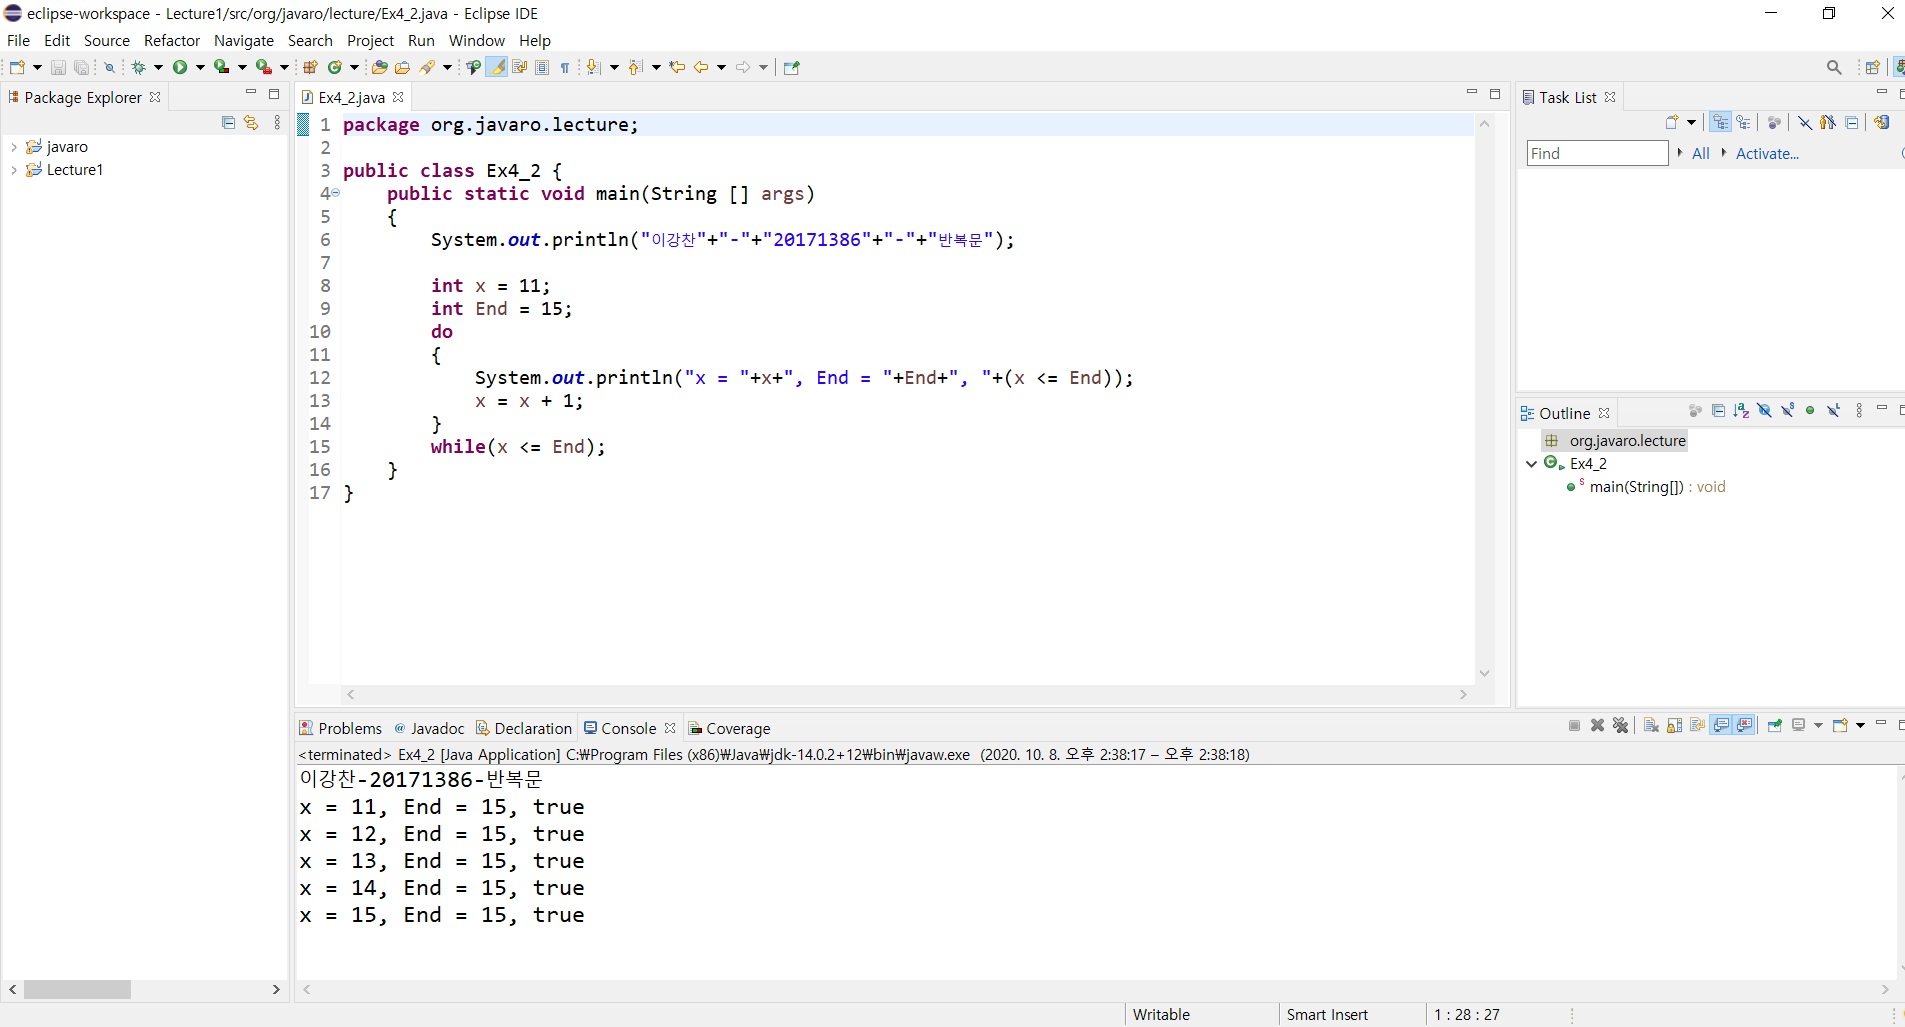 eclipse-workspace - Lecture1/src/org/javaro/lecture/Ex4_2.java - Eclipse IDE
File Edit Source Refactor Navigate Search Project Run Window Help
Package Explorer
javaro
Lecture1
Ex4_2.java
1 package org.javaro.lecture;
2
3 public class Ex4_2 {
4     public static void main(String [] args)
5     {
6         System.out.println("이강찬"+"-"+"20171386"+"-"+"반복문");
7
8         int x = 11;
9         int End = 15;
10         do
11         {
12             System.out.println("x = "+x+", End = "+End+", "+(x <= End));
13             x = x + 1;
14         }
15         while(x <= End);
16     }
17 }
Task List
Find All Activate...
Outline
org.javaro.lecture
Ex4_2
main(String[]) : void
Problems @ Javadoc Declaration Console Coverage
<terminated> Ex4_2 [Java Application] C:₩Program Files (x86)₩Java₩jdk-14.0.2+12₩bin₩javaw.exe (2020. 10. 8. 오후 2:38:17 – 오후 2:38:18)
이강찬-20171386-반복문
x = 11, End = 15, true
x = 12, End = 15, true
x = 13, End = 15, true
x = 14, End = 15, true
x = 15, End = 15, true
Writable Smart Insert 1 : 28 : 27